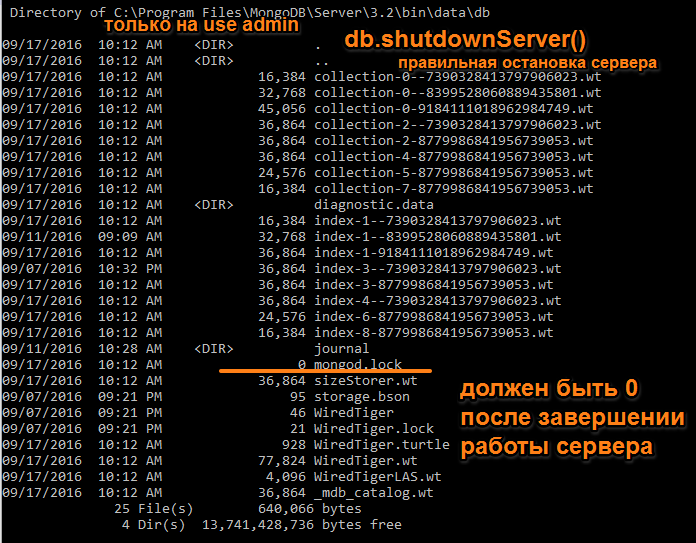 Directory of C:\Program Files\MongoDB\Server\3.2\bin\data\db
только на use admin
db.shutdownServer()
правильная остановка сервера
09/17/2016 10:12 AM <DIR> .
09/17/2016 10:12 AM <DIR> ..
09/17/2016 10:12 AM 16,384 collection-0--7390328413797906023.wt
09/17/2016 10:12 AM 32,768 collection-0--8399528060889435801.wt
09/17/2016 10:12 AM 45,056 collection-0-9184111018962984749.wt
09/17/2016 10:12 AM 36,864 collection-2--7390328413797906023.wt
09/17/2016 10:12 AM 36,864 collection-2-8779986841956739053.wt
09/17/2016 10:12 AM 36,864 collection-4-8779986841956739053.wt
09/17/2016 10:12 AM 24,576 collection-5-8779986841956739053.wt
09/17/2016 10:12 AM 16,384 collection-7-8779986841956739053.wt
09/17/2016 10:12 AM <DIR> diagnostic.data
09/17/2016 10:12 AM 16,384 index-1--7390328413797906023.wt
09/11/2016 09:09 AM 32,768 index-1--8399528060889435801.wt
09/17/2016 10:12 AM 36,864 index-1-9184111018962984749.wt
09/07/2016 10:32 PM 36,864 index-3--7390328413797906023.wt
09/17/2016 10:12 AM 36,864 index-3-8779986841956739053.wt
09/17/2016 10:12 AM 36,864 index-4--7390328413797906023.wt
09/17/2016 10:12 AM 24,576 index-6-8779986841956739053.wt
09/17/2016 10:12 AM 16,384 index-8-8779986841956739053.wt
09/11/2016 10:28 AM <DIR> journal
09/17/2016 10:12 AM 0 mongod.lock
09/17/2016 10:12 AM 36,864 sizeStorer.wt
09/07/2016 09:21 PM 95 storage.bson
09/07/2016 09:21 PM 46 WiredTiger
09/07/2016 09:21 PM 21 WiredTiger.lock
09/17/2016 10:12 AM 928 WiredTiger.turtle
09/17/2016 10:12 AM 77,824 WiredTiger.wt
09/17/2016 10:12 AM 4,096 WiredTigerLAS.wt
09/17/2016 10:12 AM 36,864 _mdb_catalog.wt
25 File(s) 640,066 bytes
4 Dir(s) 13,741,428,736 bytes free
должен быть 0
после завершении
работы сервера